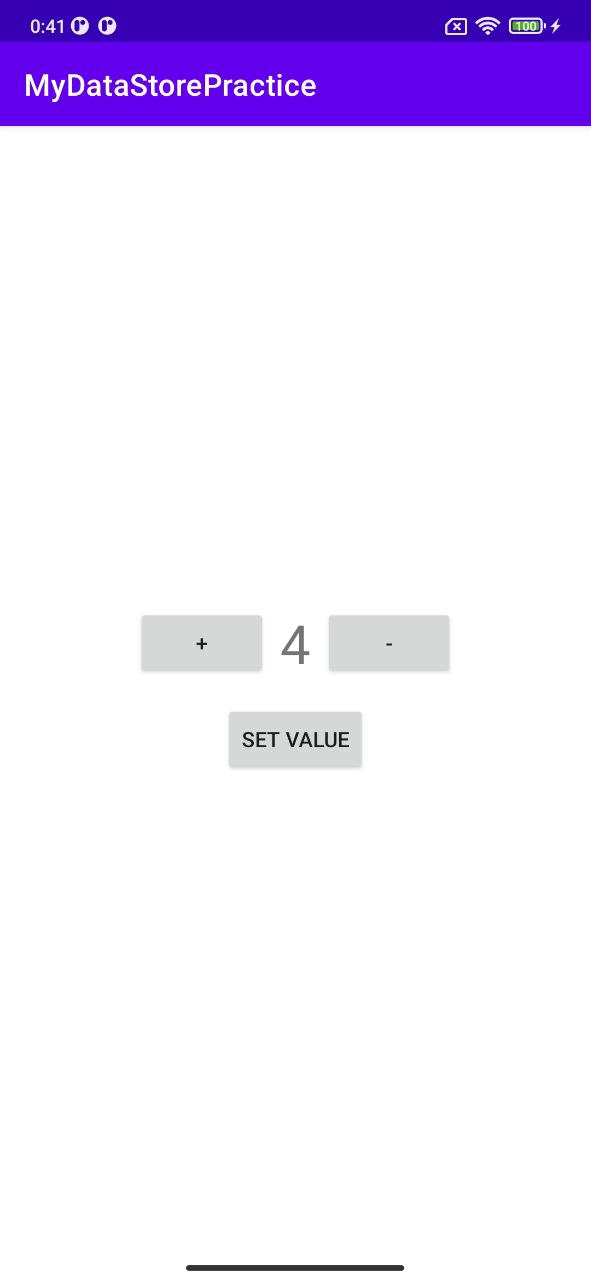 0:41 100
MyDataStorePractice
+ 4 -
SET VALUE